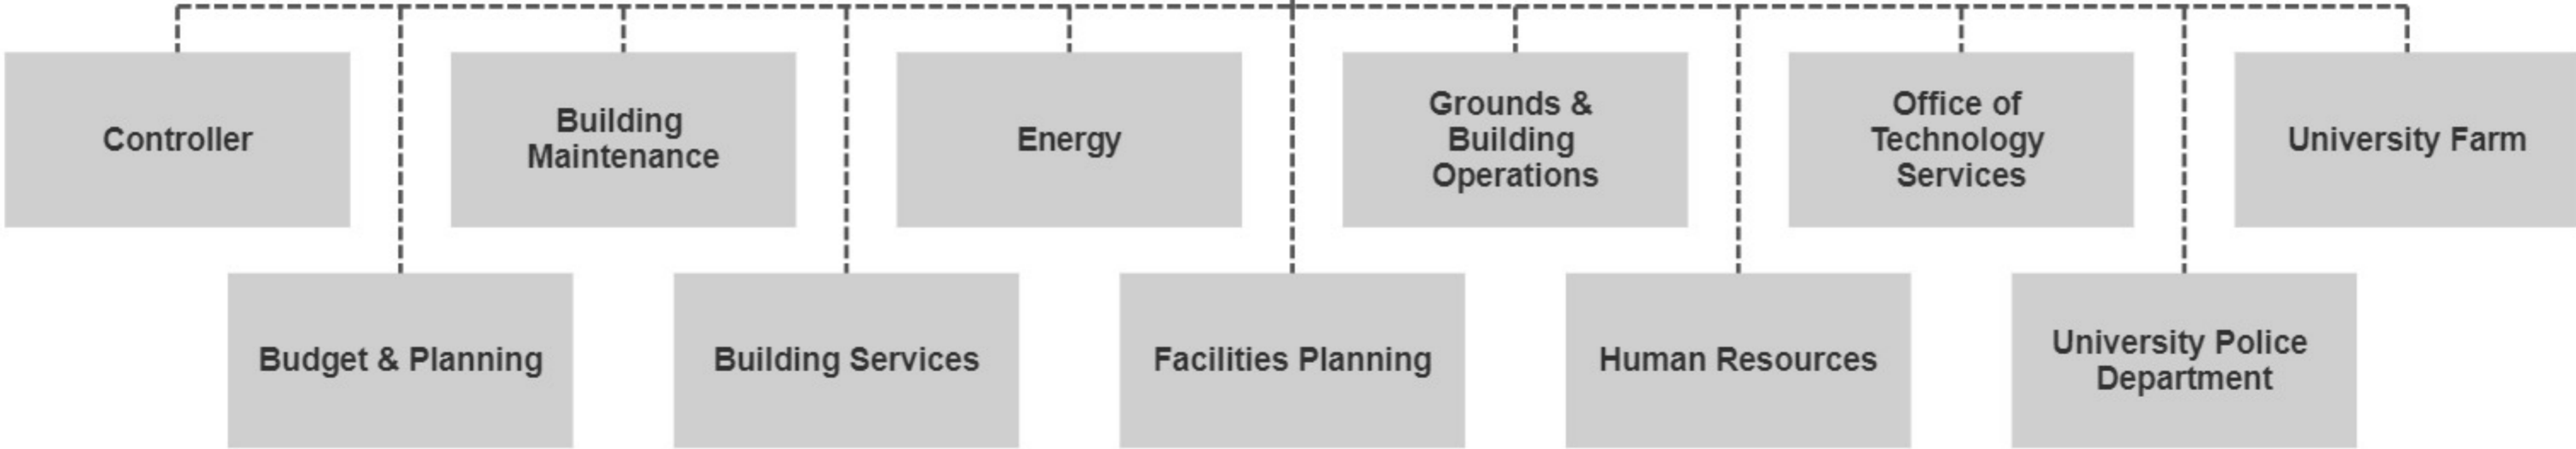 Controller
Building
Maintenance
Energy
Grounds &
Building
Operations
Office of
Technology
Services
University Farm
Budget & Planning
Building Services
Facilities Planning
Human Resources
University Police
Department